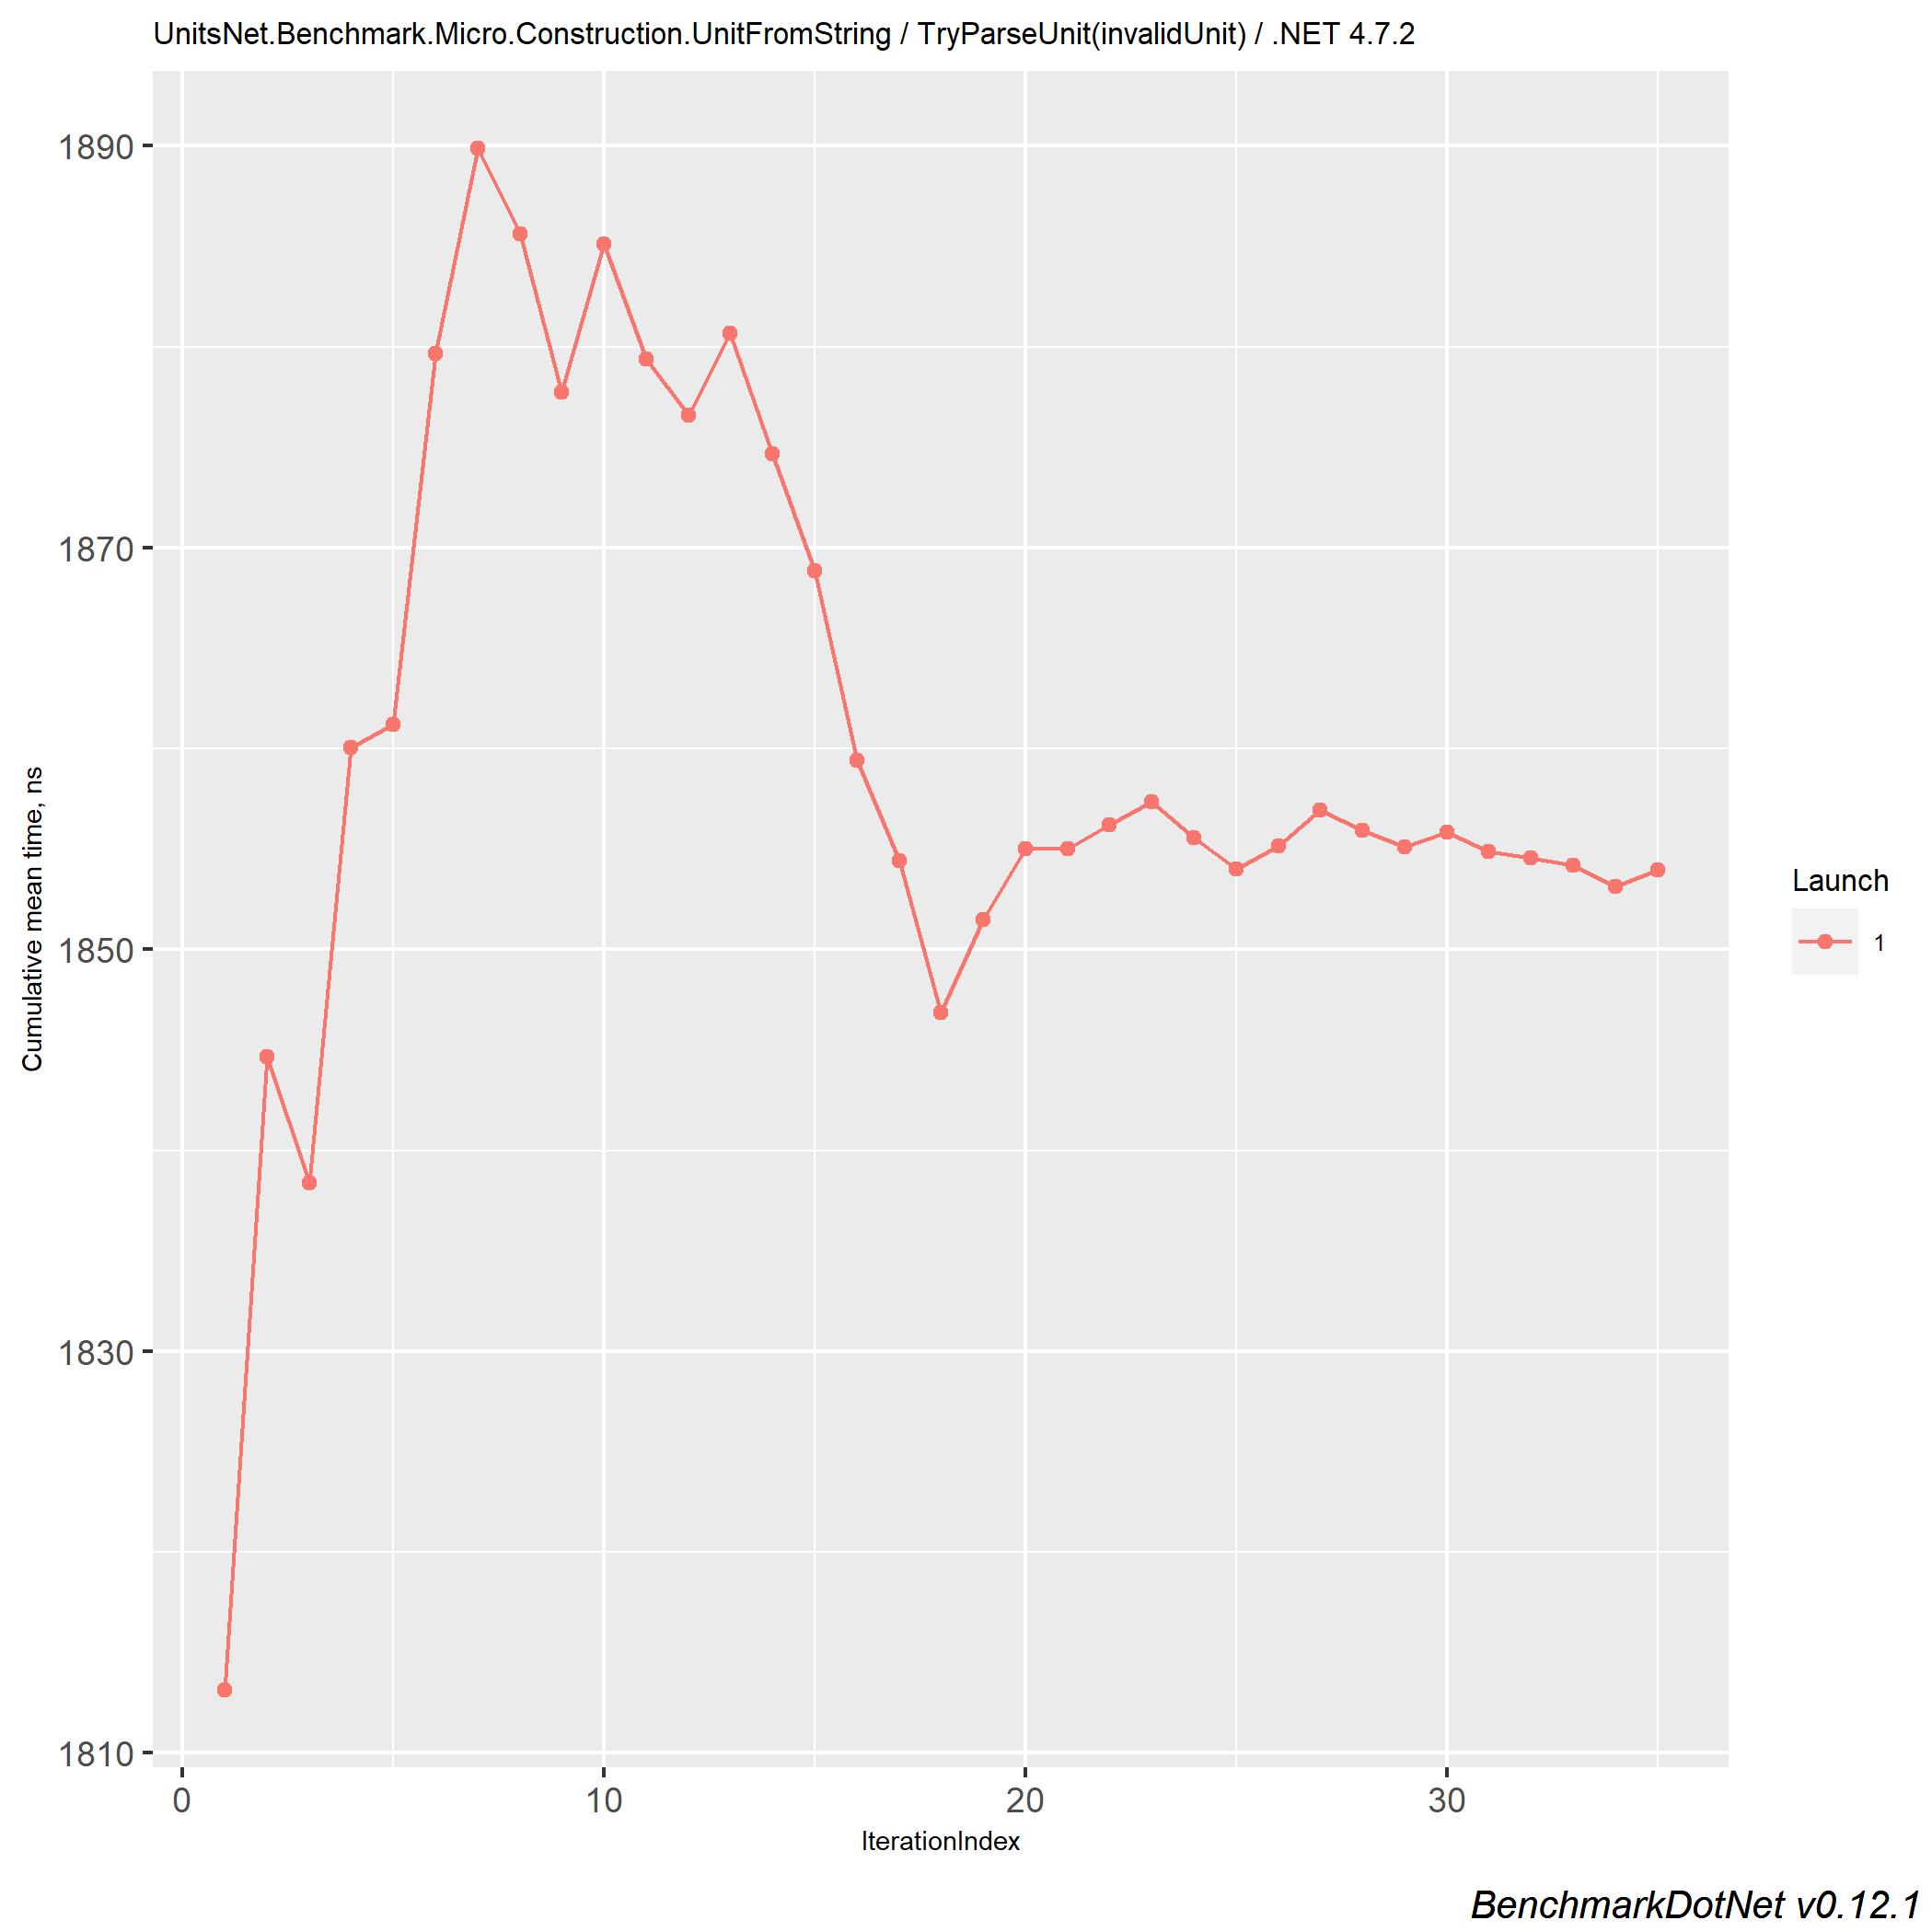 UnitsNet.Benchmark.Micro.Construction.UnitFromString / TryParseUnit(invalidUnit) / .NET 4.7.2
1890
1870
1850
1830
1810
Cumulative mean time, ns
0 10 20 30
IterationIndex
Launch
1
BenchmarkDotNet v0.12.1